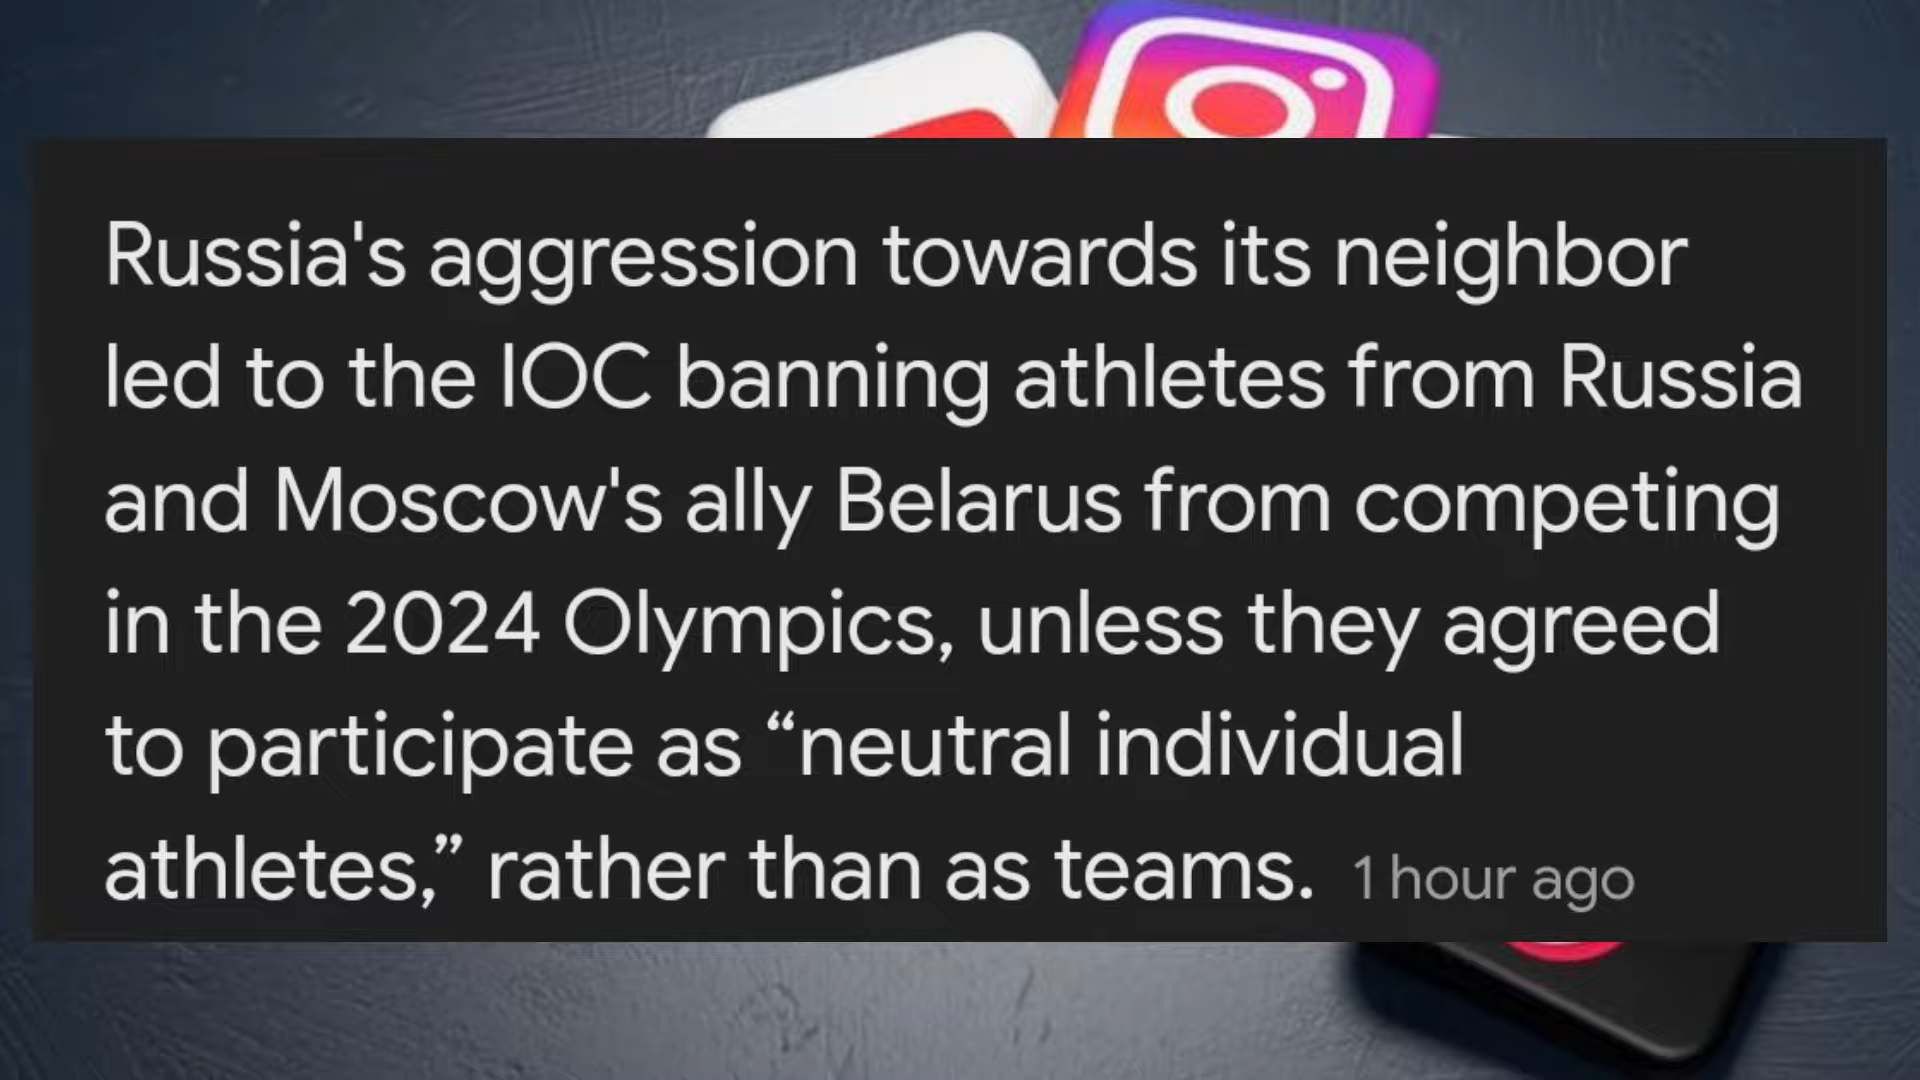 Russia's aggression towards its neighbor
led to the IOC banning athletes from Russia
and Moscow's ally Belarus from competing
in the 2024 Olympics, unless they agreed
to participate as “neutral individual
athletes,” rather than as teams. 1 hour ago